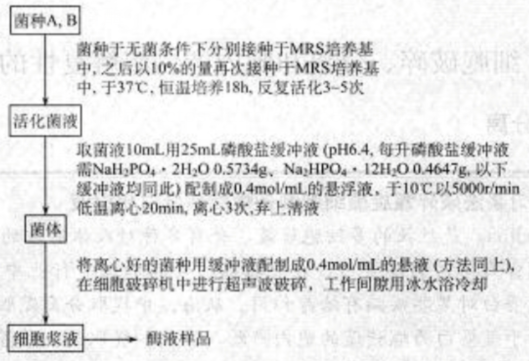 菌种A, B
菌种于无菌条件下分别接种于MRS培养基
中, 之后以10%的量再次接种于MRS培养基
中, 于37℃, 恒温培养18h, 反复活化3~5次
活化菌液
取菌液10mL用25mL磷酸盐缓冲液 (pH6.4, 每升磷酸盐缓冲液
需NaH₂PO₄·2H₂O 0.5734g、Na₂HPO₄·12H₂O 0.4647g, 以下
缓冲液均同此) 配制成0.4mol/mL的悬浮液, 于10℃以5000r/min
低温离心20min, 离心3次, 弃上清液
菌体
将离心好的菌种用缓冲液配制成0.4mol/mL的悬液 (方法同上),
在细胞破碎机中进行超声波破碎, 工作间隙用冰水浴冷却
细胞浆液
酶液样品